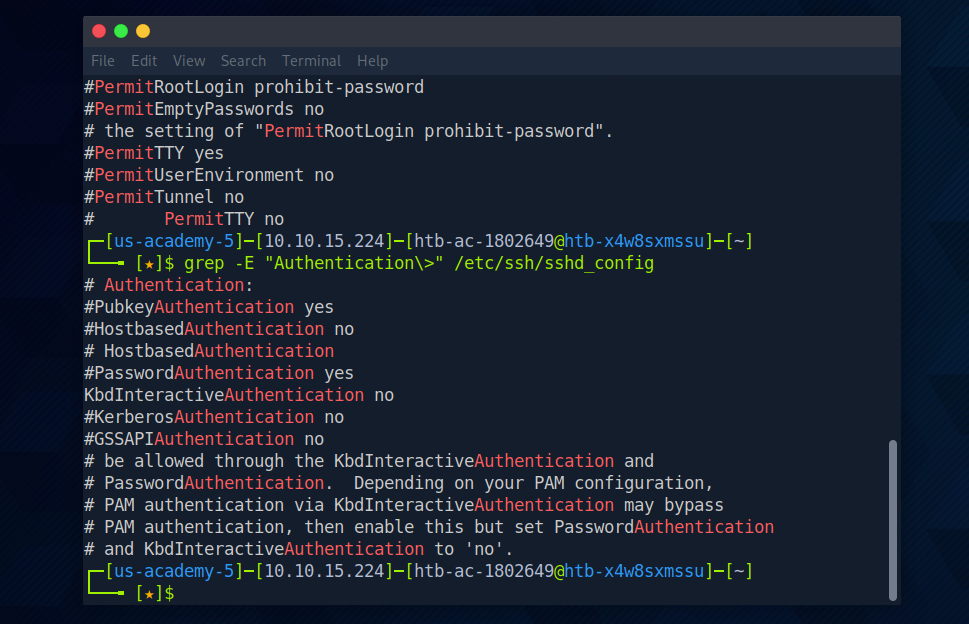 File Edit View Search Terminal Help
#PermitRootLogin prohibit-password
#PermitEmptyPasswords no
# the setting of "PermitRootLogin prohibit-password".
#PermitTTY yes
#PermitUserEnvironment no
#PermitTunnel no
#       PermitTTY no
┌─[us-academy-5]─[10.10.15.224]─[htb-ac-1802649@htb-x4w8sxmssu]─[~]
└──╼ [★]$ grep -E "Authentication\>" /etc/ssh/sshd_config
# Authentication:
#PubkeyAuthentication yes
#HostbasedAuthentication no
# HostbasedAuthentication
#PasswordAuthentication yes
KbdInteractiveAuthentication no
#KerberosAuthentication no
#GSSAPIAuthentication no
# be allowed through the KbdInteractiveAuthentication and
# PasswordAuthentication.  Depending on your PAM configuration,
# PAM authentication via KbdInteractiveAuthentication may bypass
# PAM authentication, then enable this but set PasswordAuthentication
# and KbdInteractiveAuthentication to 'no'.
┌─[us-academy-5]─[10.10.15.224]─[htb-ac-1802649@htb-x4w8sxmssu]─[~]
└──╼ [★]$